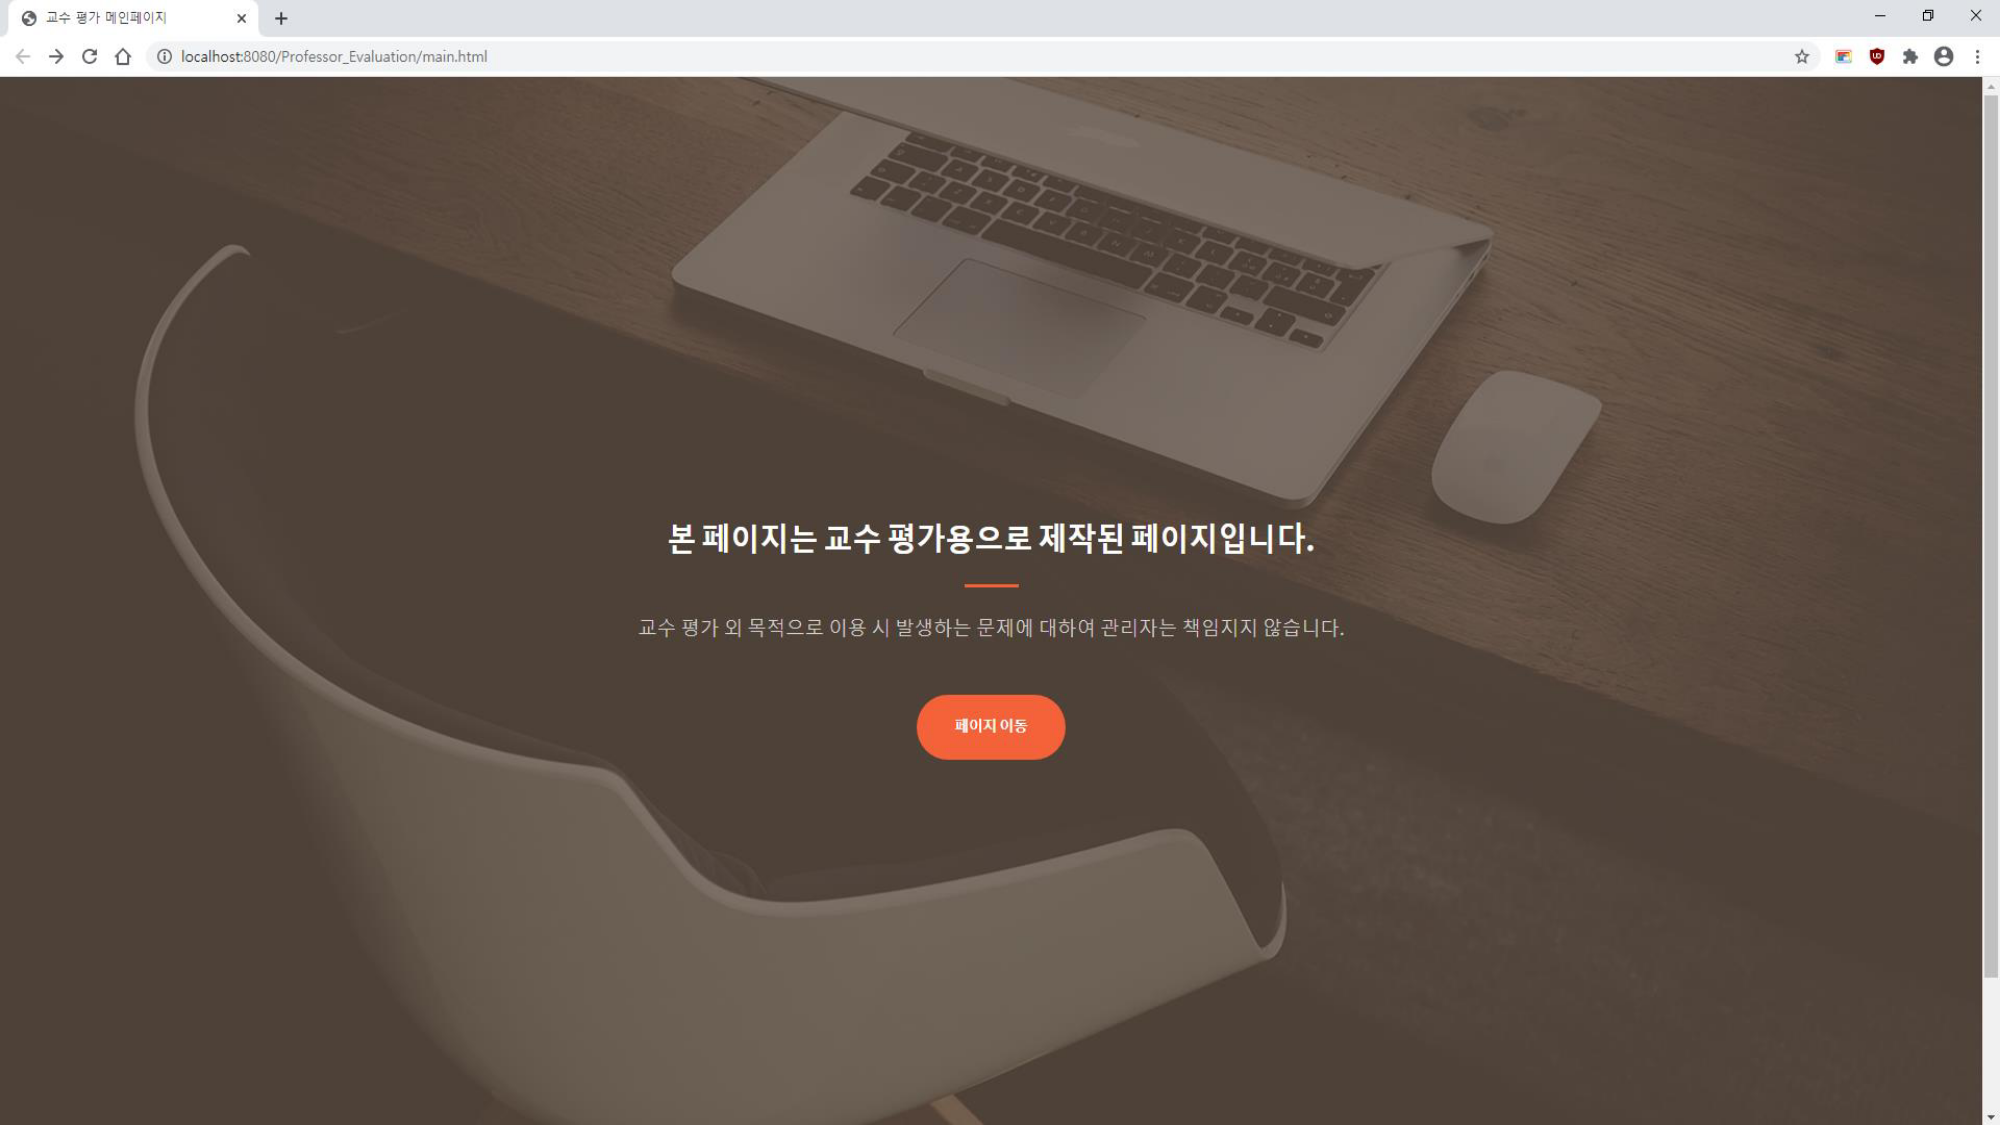 교수 평가 메인페이지
localhost:8080/Professor_Evaluation/main.html
본 페이지는 교수 평가용으로 제작된 페이지입니다.
교수 평가 외 목적으로 이용 시 발생하는 문제에 대하여 관리자는 책임지지 않습니다.
페이지 이동